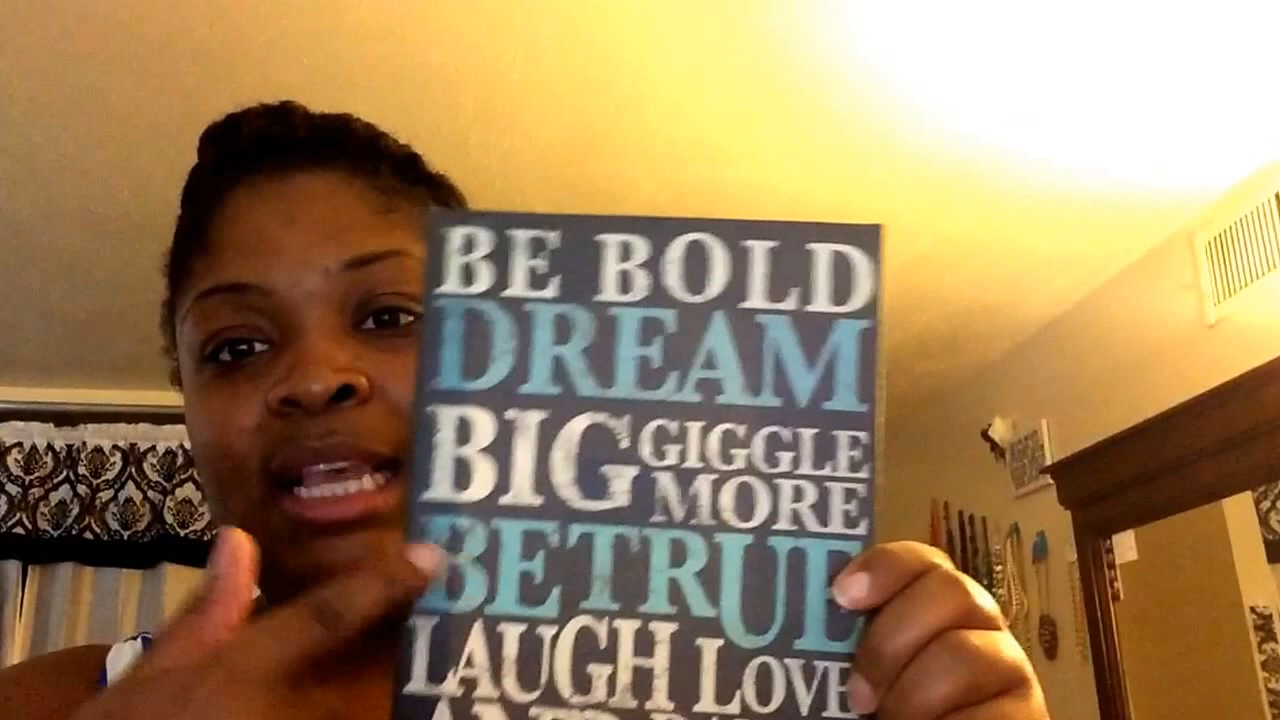 BE BOLD
DREAM
BIG GIGGLE
MORE
BE TRUE
LAUGH LOVE